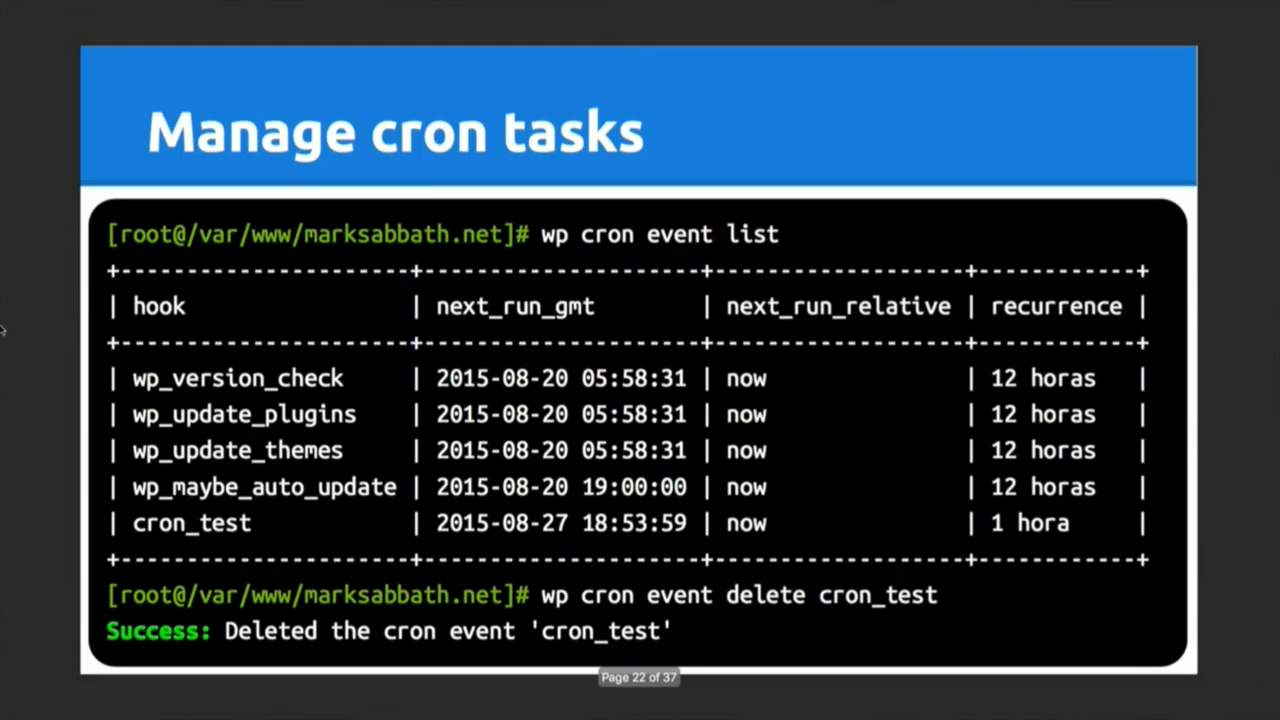 Manage cron tasks
[root@/var/www/marksabbath.net]# wp cron event list
+-----------------------+----------------------+--------------------+------------+
| hook | next_run_gmt | next_run_relative | recurrence |
+-----------------------+----------------------+--------------------+------------+
| wp_version_check | 2015-08-20 05:58:31 | now | 12 horas |
| wp_update_plugins | 2015-08-20 05:58:31 | now | 12 horas |
| wp_update_themes | 2015-08-20 05:58:31 | now | 12 horas |
| wp_maybe_auto_update | 2015-08-20 19:00:00 | now | 12 horas |
| cron_test | 2015-08-27 18:53:59 | now | 1 hora |
+-----------------------+----------------------+--------------------+------------+
[root@/var/www/marksabbath.net]# wp cron event delete cron_test
Success: Deleted the cron event 'cron_test'
Page 22 of 37